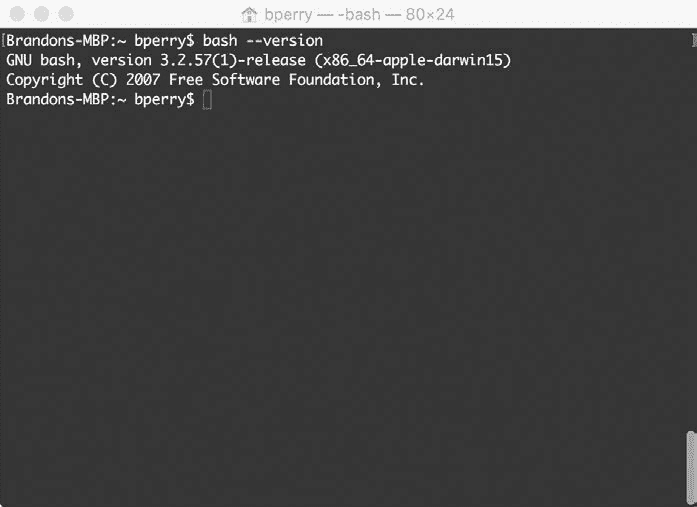 bperry — -bash — 80×24
Brandons-MBP:~ bperry$ bash --version
GNU bash, version 3.2.57(1)-release (x86_64-apple-darwin15)
Copyright (C) 2007 Free Software Foundation, Inc.
Brandons-MBP:~ bperry$